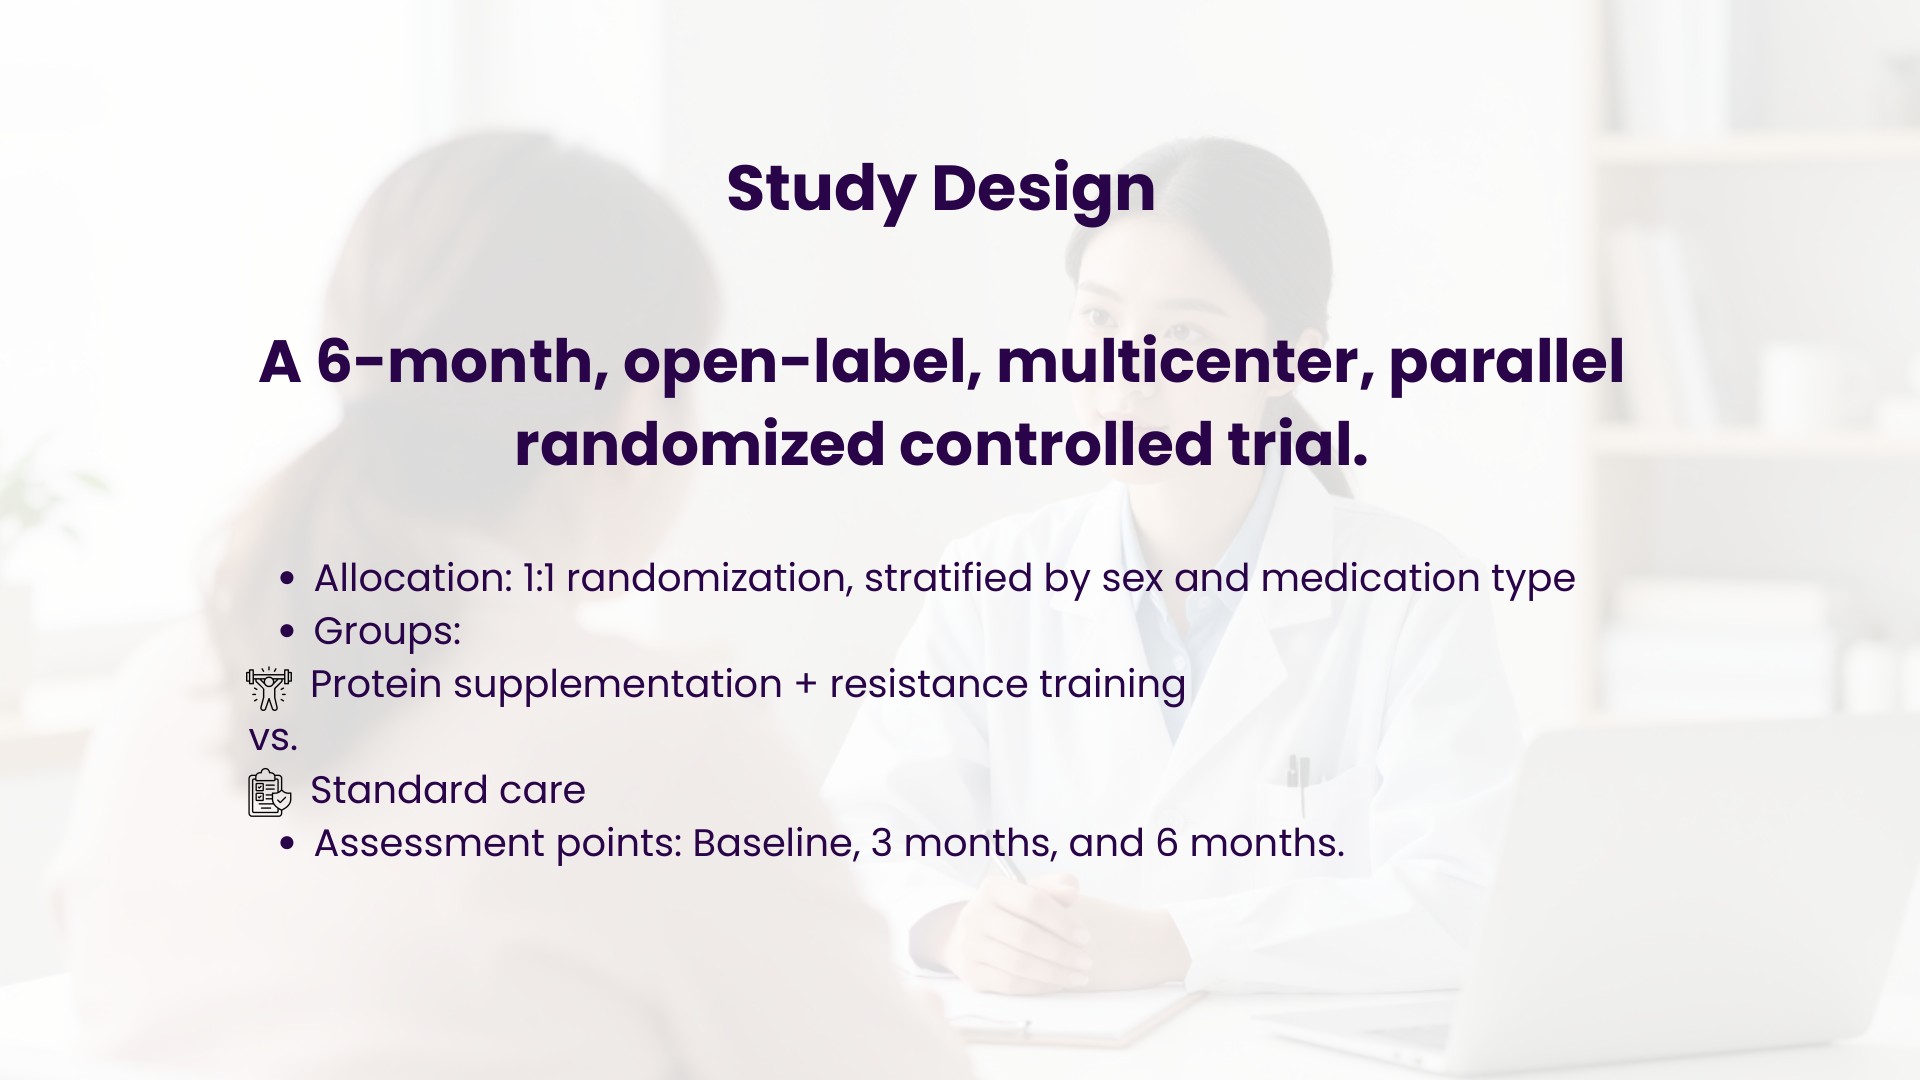 Study Design
A 6-month, open-label, multicenter, parallel
randomized controlled trial.
• Allocation: 1:1 randomization, stratified by sex and medication type
• Groups:
Protein supplementation + resistance training
vs.
Standard care
• Assessment points: Baseline, 3 months, and 6 months.